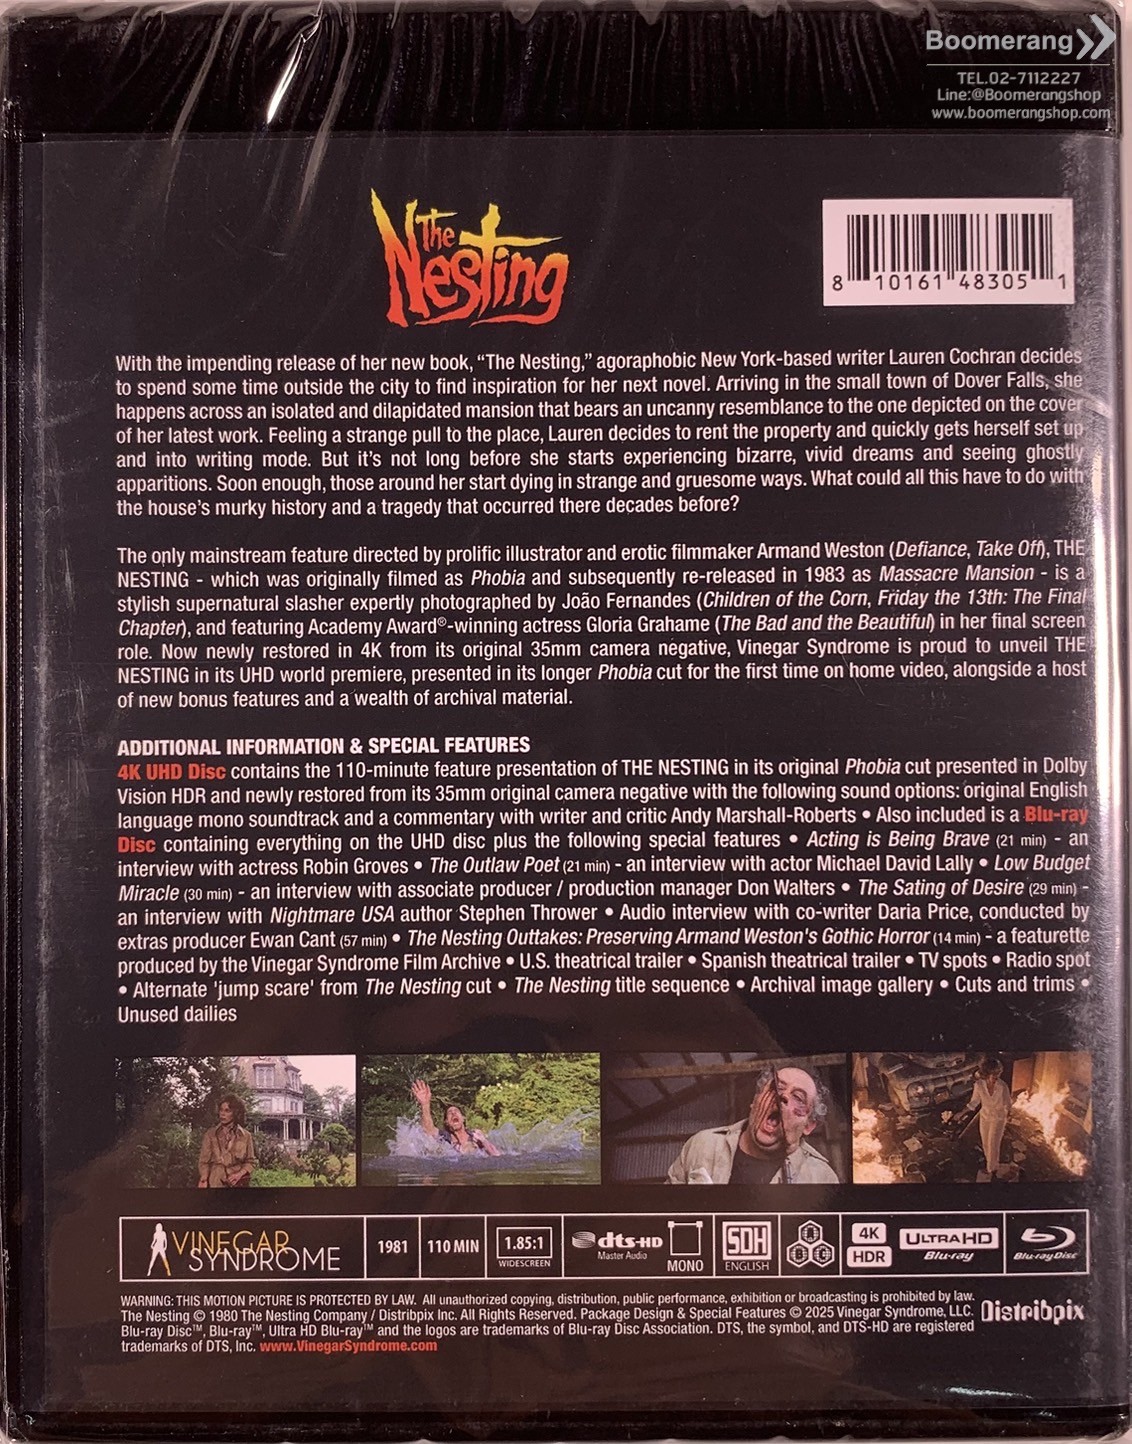 Boomerang
TEL.02-7112227
Line:@Boomerangshop
www.boomerangshop.com
The
Nesting
8 10161 48305 1
With the impending release of her new book, “The Nesting,” agoraphobic New York-based writer Lauren Cochran decides
to spend some time outside the city to find inspiration for her next novel. Arriving in the small town of Dover Falls, she
happens across an isolated and dilapidated mansion that bears an uncanny resemblance to the one depicted on the cover
of her latest work. Feeling a strange pull to the place, Lauren decides to rent the property and quickly gets herself set up
and into writing mode. But it’s not long before she starts experiencing bizarre, vivid dreams and seeing ghostly
apparitions. Soon enough, those around her start dying in strange and gruesome ways. What could all this have to do with
the house’s murky history and a tragedy that occurred there decades before?
The only mainstream feature directed by prolific illustrator and erotic filmmaker Armand Weston (Defiance, Take Off), THE
NESTING - which was originally filmed as Phobia and subsequently re-released in 1983 as Massacre Mansion - is a
stylish supernatural slasher expertly photographed by João Fernandes (Children of the Corn, Friday the 13th: The Final
Chapter), and featuring Academy Award®-winning actress Gloria Grahame (The Bad and the Beautiful) in her final screen
role. Now newly restored in 4K from its original 35mm camera negative, Vinegar Syndrome is proud to unveil THE
NESTING in its UHD world premiere, presented in its longer Phobia cut for the first time on home video, alongside a host
of new bonus features and a wealth of archival material.
ADDITIONAL INFORMATION & SPECIAL FEATURES
4K UHD Disc contains the 110-minute feature presentation of THE NESTING in its original Phobia cut presented in Dolby
Vision HDR and newly restored from its 35mm original camera negative with the following sound options: original English
language mono soundtrack and a commentary with writer and critic Andy Marshall-Roberts • Also included is a Blu-ray
Disc containing everything on the UHD disc plus the following special features • Acting is Being Brave (21 min) - an
interview with actress Robin Groves • The Outlaw Poet (21 min) - an interview with actor Michael David Lally • Low Budget
Miracle (30 min) - an interview with associate producer / production manager Don Walters • The Sating of Desire (29 min) -
an interview with Nightmare USA author Stephen Thrower • Audio interview with co-writer Daria Price, conducted by
extras producer Ewan Cant (57 min) • The Nesting Outtakes: Preserving Armand Weston's Gothic Horror (14 min) - a featurette
produced by the Vinegar Syndrome Film Archive • U.S. theatrical trailer • Spanish theatrical trailer • TV spots • Radio spot
• Alternate 'jump scare' from The Nesting cut • The Nesting title sequence • Archival image gallery • Cuts and trims •
Unused dailies
VINEGAR
SYNDROME
1981
110 MIN
1.85:1
WIDESCREEN
dts-HD
Master Audio
MONO
SDH
ENGLISH
A B C
4K
HDR
ULTRA HD
Blu-ray
Blu-ray Disc
WARNING: THIS MOTION PICTURE IS PROTECTED BY LAW. All unauthorized copying, distribution, public performance, exhibition or broadcasting is prohibited by law.
The Nesting © 1980 The Nesting Company / Distribpix Inc. All Rights Reserved. Package Design & Special Features © 2025 Vinegar Syndrome, LLC.
Blu-ray Disc™, Blu-ray™, Ultra HD Blu-ray™ and the logos are trademarks of Blu-ray Disc Association. DTS, the symbol, and DTS-HD are registered
trademarks of DTS, Inc. www.VinegarSyndrome.com
Distribpix